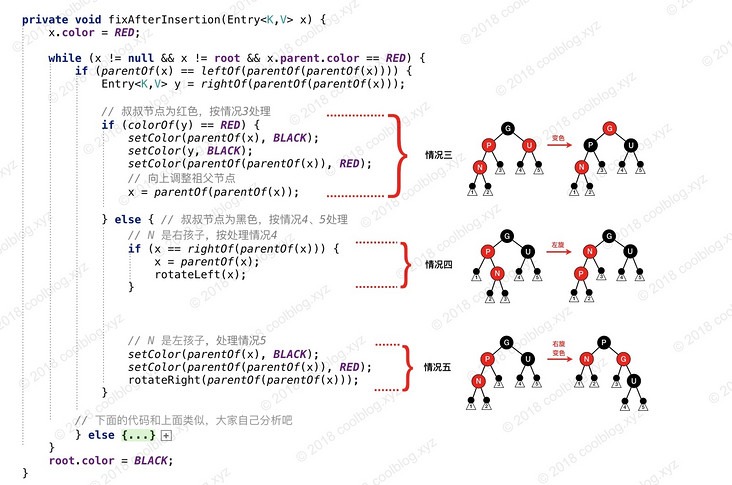 private void fixAfterInsertion(Entry<K,V> x) {
x.color = RED;
while (x != null && x != root && x.parent.color == RED) {
if (parentOf(x) == leftOf(parentOf(parentOf(x)))) {
Entry<K,V> y = rightOf(parentOf(parentOf(x)));
// 叔叔节点为红色，按情况3处理
if (colorOf(y) == RED) {
setColor(parentOf(x), BLACK);
setColor(y, BLACK);
setColor(parentOf(parentOf(x)), RED);
// 向上调整祖父节点
x = parentOf(parentOf(x));
情况三
G
P
U
N
1
2
3
4
5
变色
G
P
U
N
1
2
3
4
5
} else { // 叔叔节点为黑色，按情况4、5处理
// N 是右孩子，按处理情况4
if (x == rightOf(parentOf(x))) {
x = parentOf(x);
rotateLeft(x);
}
情况四
G
P
U
1
N
4
5
2
3
左旋
G
N
U
P
3
4
5
1
2
// N 是左孩子，处理情况5
setColor(parentOf(x), BLACK);
setColor(parentOf(parentOf(x)), RED);
rotateRight(parentOf(parentOf(x)));
}
情况五
G
P
U
N
3
4
5
1
2
右旋
变色
P
N
G
1
2
3
U
4
5
// 下面的代码和上面类似，大家自己分析吧
} else {...}
}
root.color = BLACK;
}
© 2018 coolblog.xyz